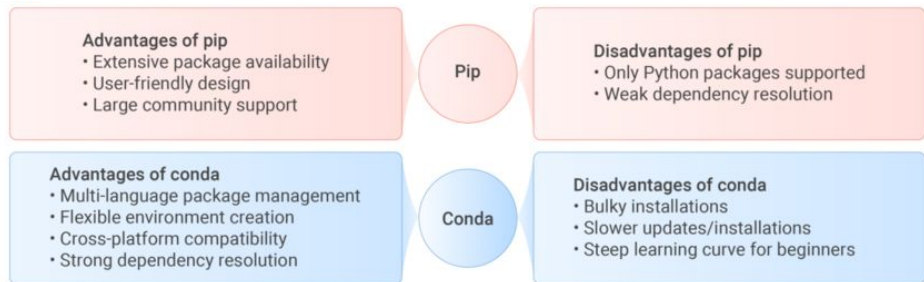 Advantages of pip
• Extensive package availability
• User-friendly design
• Large community support
Pip
Disadvantages of pip
• Only Python packages supported
• Weak dependency resolution
Advantages of conda
• Multi-language package management
• Flexible environment creation
• Cross-platform compatibility
• Strong dependency resolution
Conda
Disadvantages of conda
• Bulky installations
• Slower updates/installations
• Steep learning curve for beginners